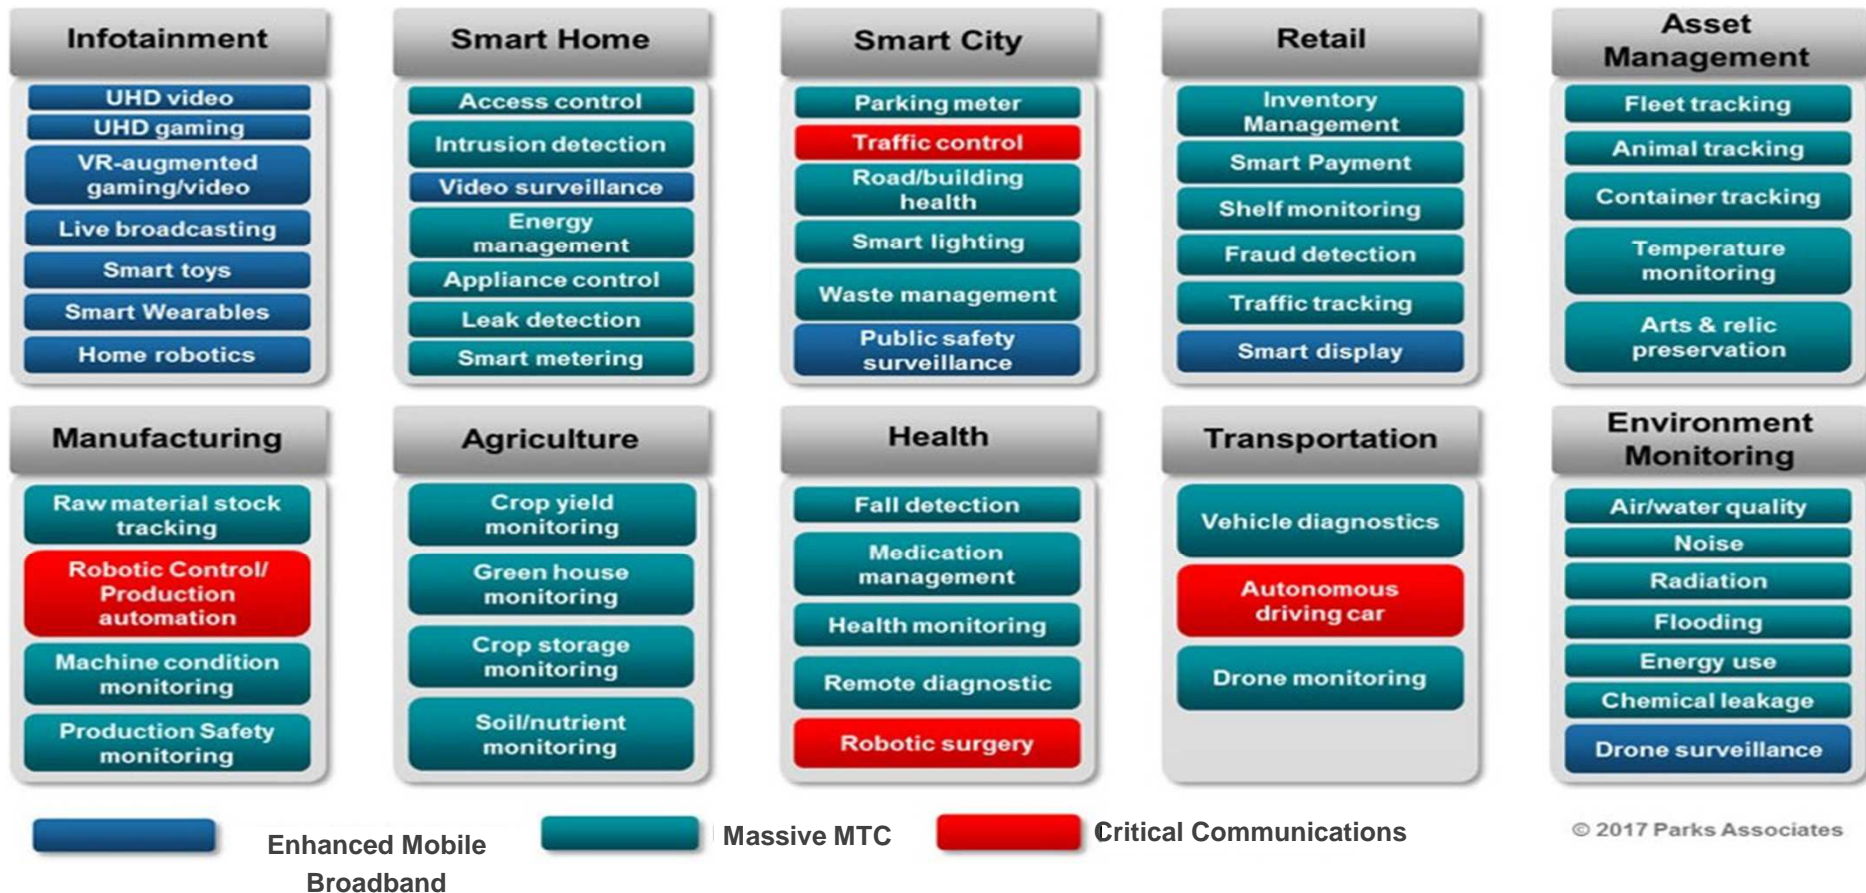 Infotainment
UHD video
UHD gaming
VR-augmented
gaming/video
Live broadcasting
Smart toys
Smart Wearables
Home robotics
Smart Home
Access control
Intrusion detection
Video surveillance
Energy
management
Appliance control
Leak detection
Smart metering
Smart City
Parking meter
Traffic control
Road/building
health
Smart lighting
Waste management
Public safety
surveillance
Retail
Inventory
Management
Smart Payment
Shelf monitoring
Fraud detection
Traffic tracking
Smart display
Asset
Management
Fleet tracking
Animal tracking
Container tracking
Temperature
monitoring
Arts & relic
preservation
Manufacturing
Raw material stock
tracking
Robotic Control/
Production
automation
Machine condition
monitoring
Production Safety
monitoring
Agriculture
Crop yield
monitoring
Green house
monitoring
Crop storage
monitoring
Soil/nutrient
monitoring
Health
Fall detection
Medication
management
Health monitoring
Remote diagnostic
Robotic surgery
Transportation
Vehicle diagnostics
Autonomous
driving car
Drone monitoring
Environment
Monitoring
Air/water quality
Noise
Radiation
Flooding
Energy use
Chemical leakage
Drone surveillance
Enhanced Mobile
Broadband
Massive MTC
Critical Communications
© 2017 Parks Associates